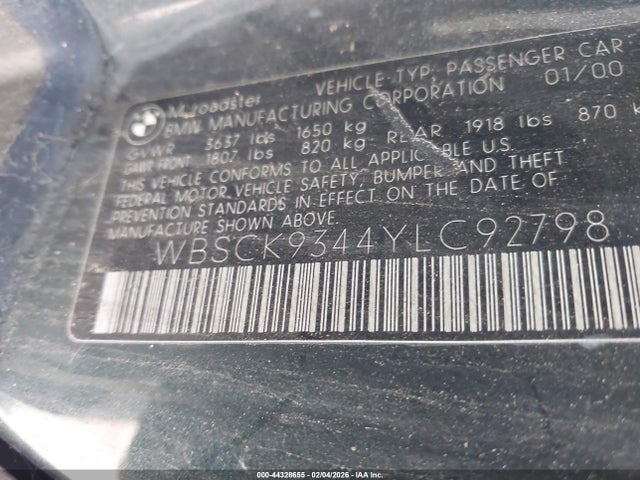 M roadster VEHICLE TYP: PASSENGER CAR
BMW MANUFACTURING CORPORATION 01/00
GVWR 3637 lbs 1650 kg
GAWR FRONT 1807 lbs 820 kg REAR 1918 lbs 870 k
THIS VEHICLE CONFORMS TO ALL APPLICABLE U.S.
FEDERAL MOTOR VEHICLE SAFETY, BUMPER AND THEFT
PREVENTION STANDARDS IN EFFECT ON THE DATE OF
MANUFACTURE SHOWN ABOVE.
WBSCK9344YLC92798
000-44328655 - 02/04/2026 - IAA Inc.